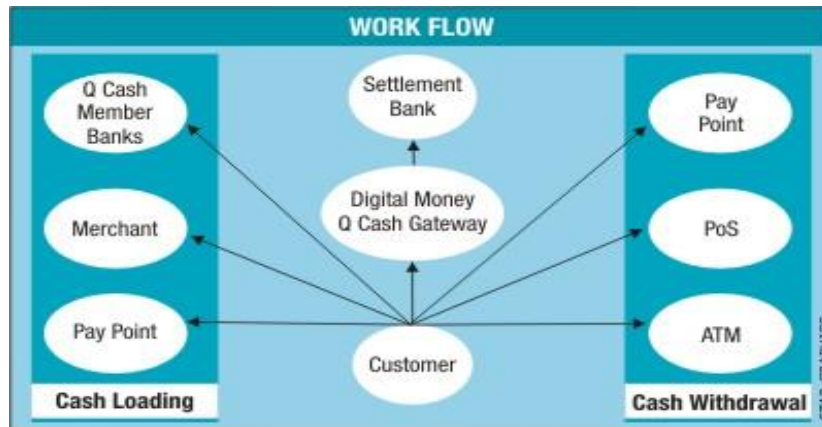 WORK FLOW
Q Cash
Member
Banks
Merchant
Pay Point
Cash Loading
Settlement
Bank
Digital Money
Q Cash Gateway
Customer
Pay
Point
PoS
ATM
Cash Withdrawal